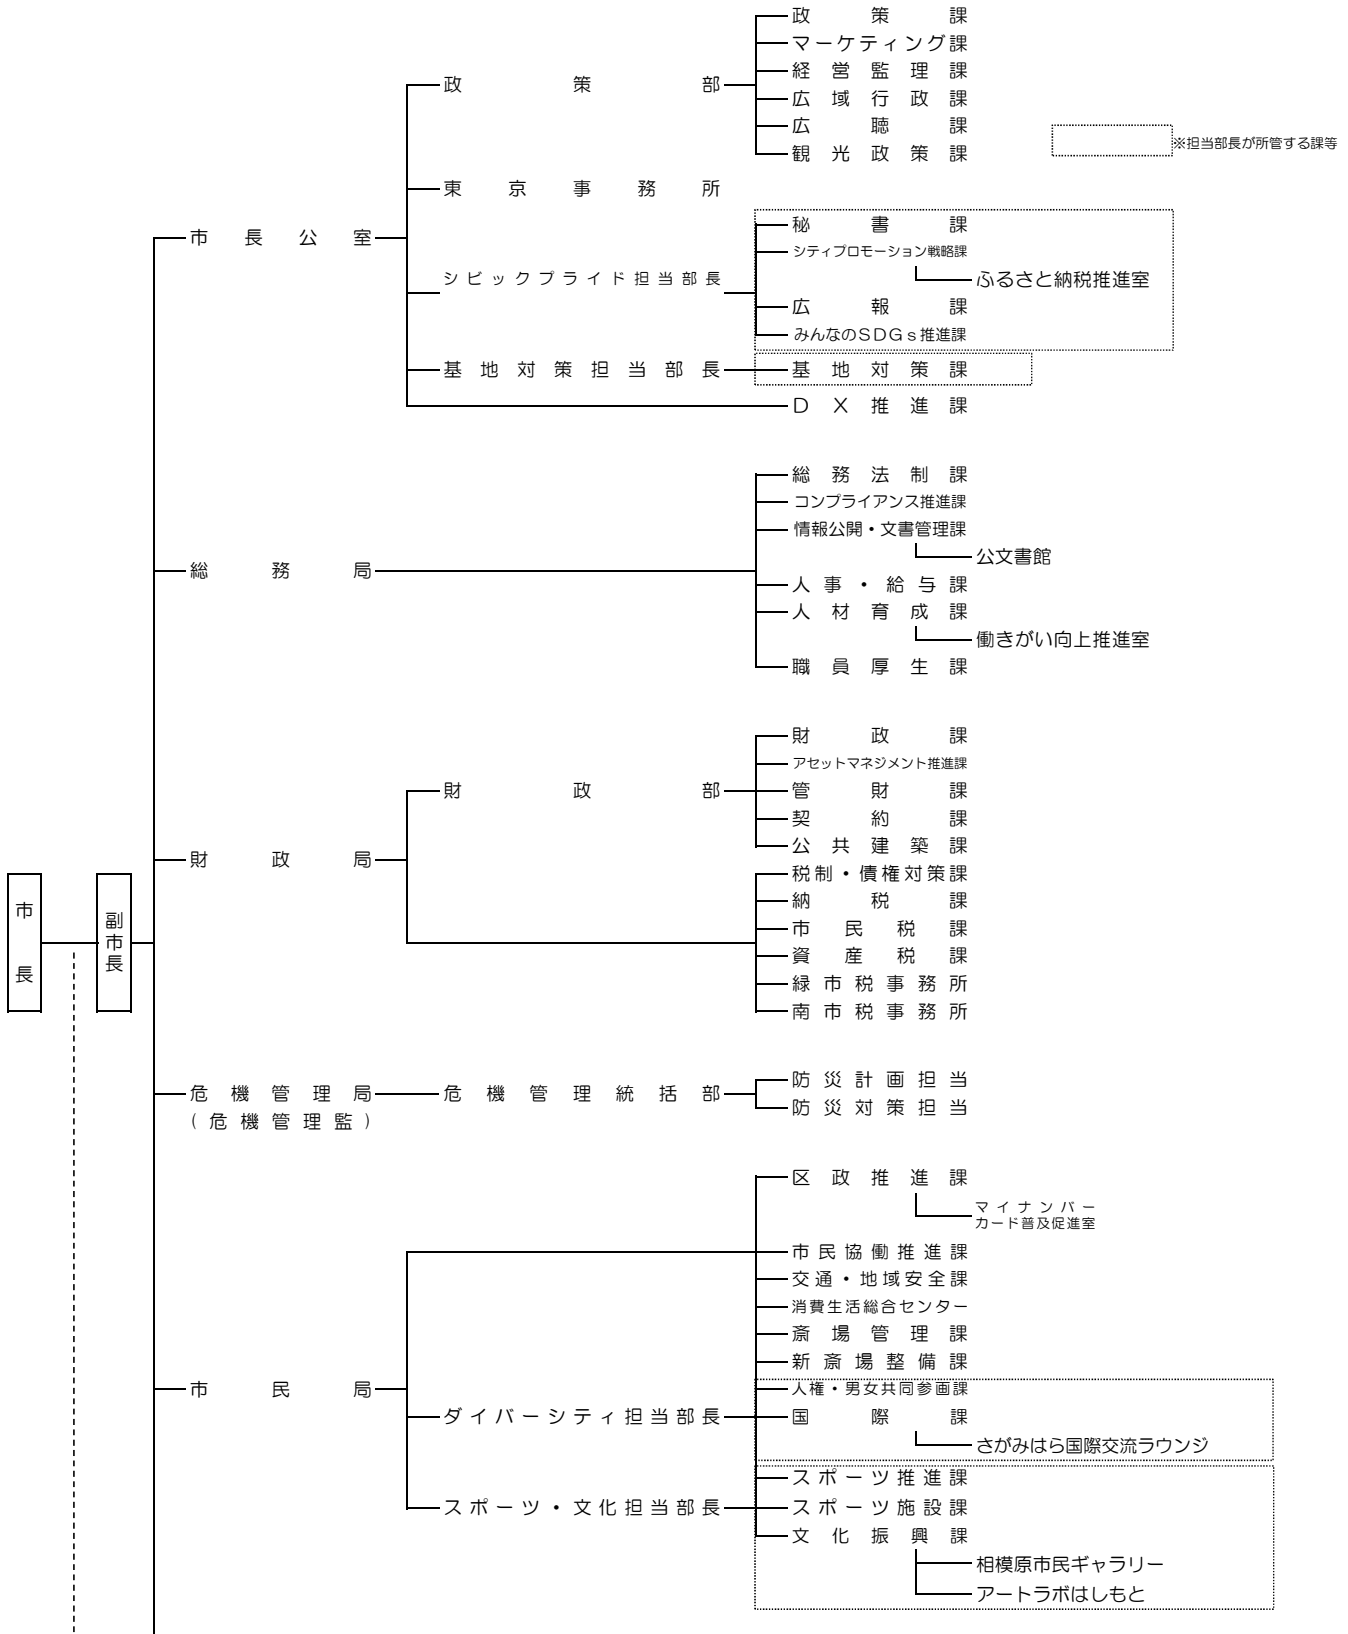 政策課
マーケティング課
経営監理課
政策部
広域行政課
広聴課
※担当部長が所管する課等
観光政策課
東京事務所
秘書課
市長公室
シティプロモーション戦略課
シビックプライド担当部長
ふるさと納税推進室
広報課
みんなのSDGs推進課
基地対策担当部長
基地対策課
DX推進課
総務法制課
コンプライアンス推進課
情報公開・文書管理課
公文書館
総務局
人事・給与課
人材育成課
働きがい向上推進室
職員厚生課
財政課
アセットマネジメント推進課
財政部
管財課
契約課
公共建築課
財政局
税制・債権対策課
納税課
市長
副市長
市民税課
資産税課
緑市税事務所
南市税事務所
危機管理局
(危機管理監)
危機管理統括部
防災計画担当
防災対策担当
区政推進課
マイナンバー
カード普及促進室
市民協働推進課
交通・地域安全課
消費生活総合センター
斎場管理課
新斎場整備課
市民局
人権・男女共同参画課
ダイバーシティ担当部長
国際課
さがみはら国際交流ラウンジ
スポーツ推進課
スポーツ・文化担当部長
スポーツ施設課
文化振興課
相模原市民ギャラリー
アートラボはしもと